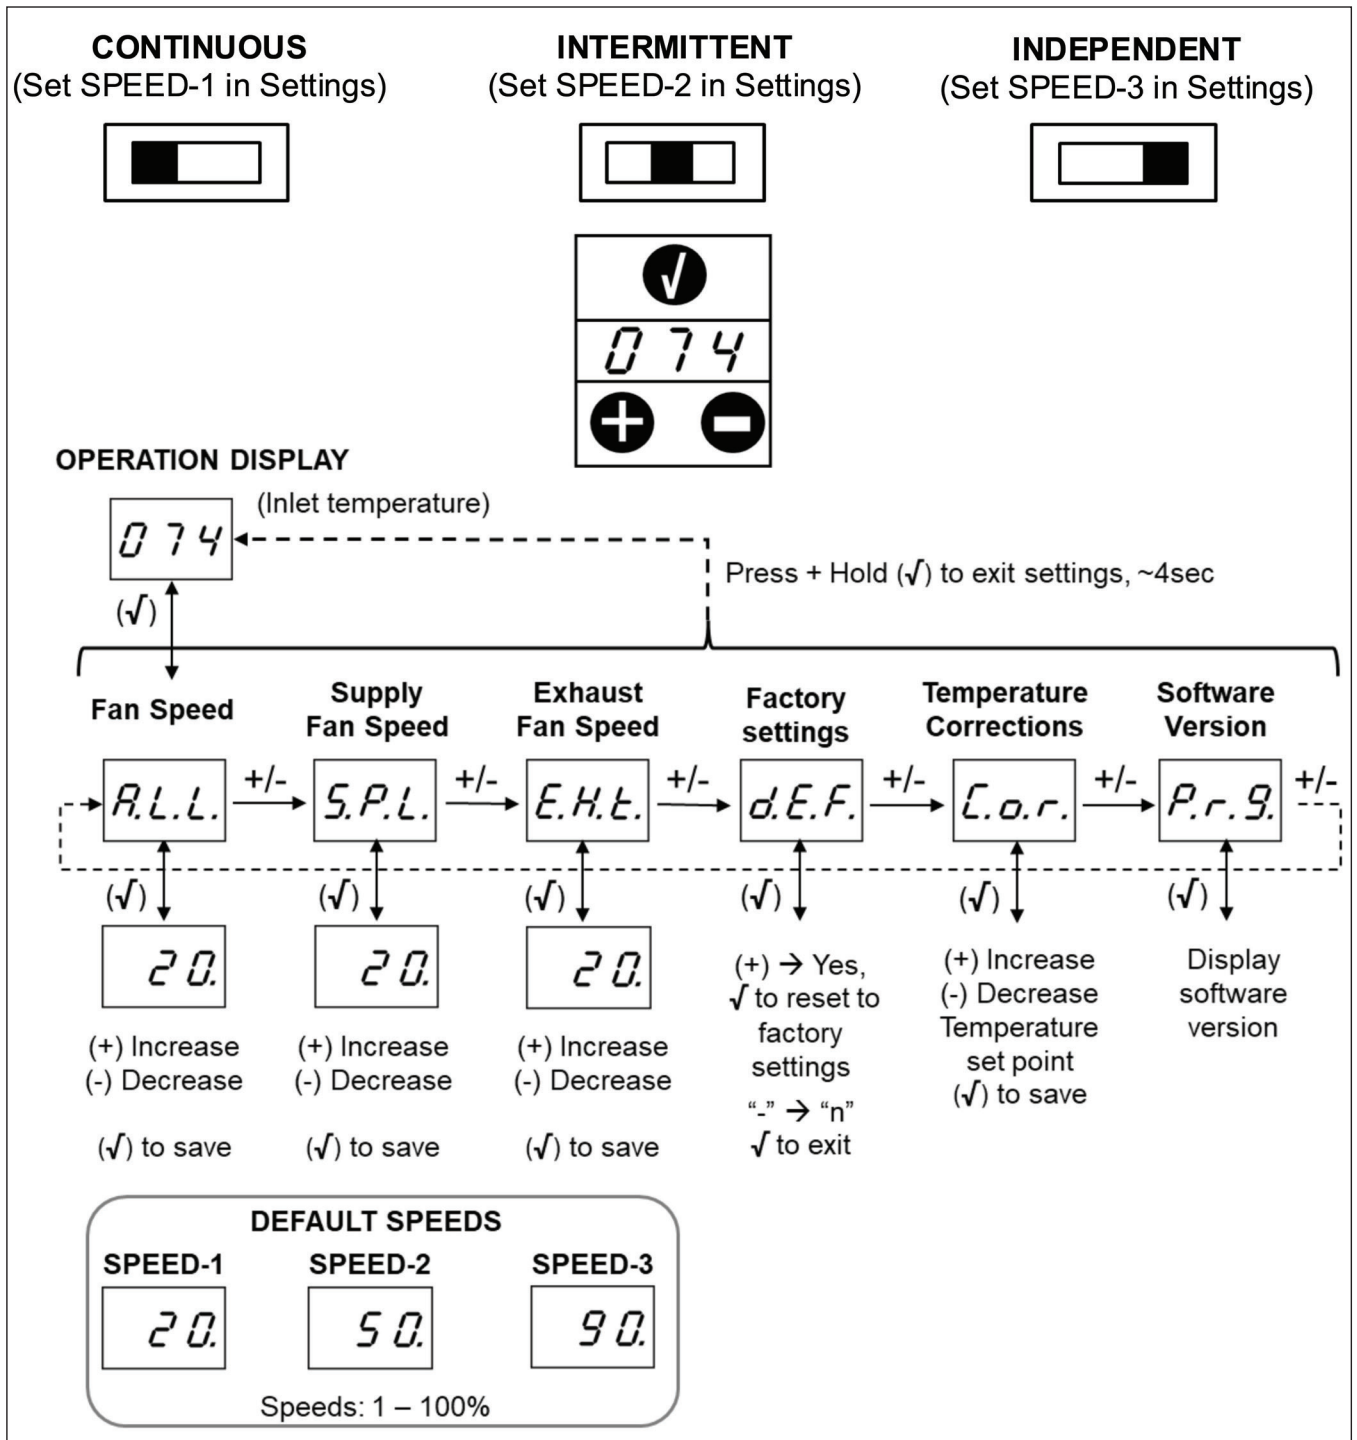 CONTINUOUS
(Set SPEED-1 in Settings)
INTERMITTENT
(Set SPEED-2 in Settings)
INDEPENDENT
(Set SPEED-3 in Settings)
√
074
+ -
OPERATION DISPLAY
074
(Inlet temperature)
(√)
Press + Hold (√) to exit settings, ~4sec
Fan Speed
Supply
Fan Speed
Exhaust
Fan Speed
Factory
settings
Temperature
Corrections
Software
Version
A.L.L.
+/-
S.P.L.
+/-
E.H.t.
+/-
d.E.F.
+/-
C.o.r.
+/-
P.r.g.
+/-
(√)
(√)
(√)
(√)
(√)
(√)
20.
(+) Increase
(-) Decrease
(√) to save
20.
(+) Increase
(-) Decrease
(√) to save
20.
(+) Increase
(-) Decrease
(√) to save
(+) → Yes,
√ to reset to
factory
settings
“-” → “n”
√ to exit
(+) Increase
(-) Decrease
Temperature
set point
(√) to save
Display
software
version
DEFAULT SPEEDS
SPEED-1
SPEED-2
SPEED-3
20.
50.
90.
Speeds: 1 – 100%